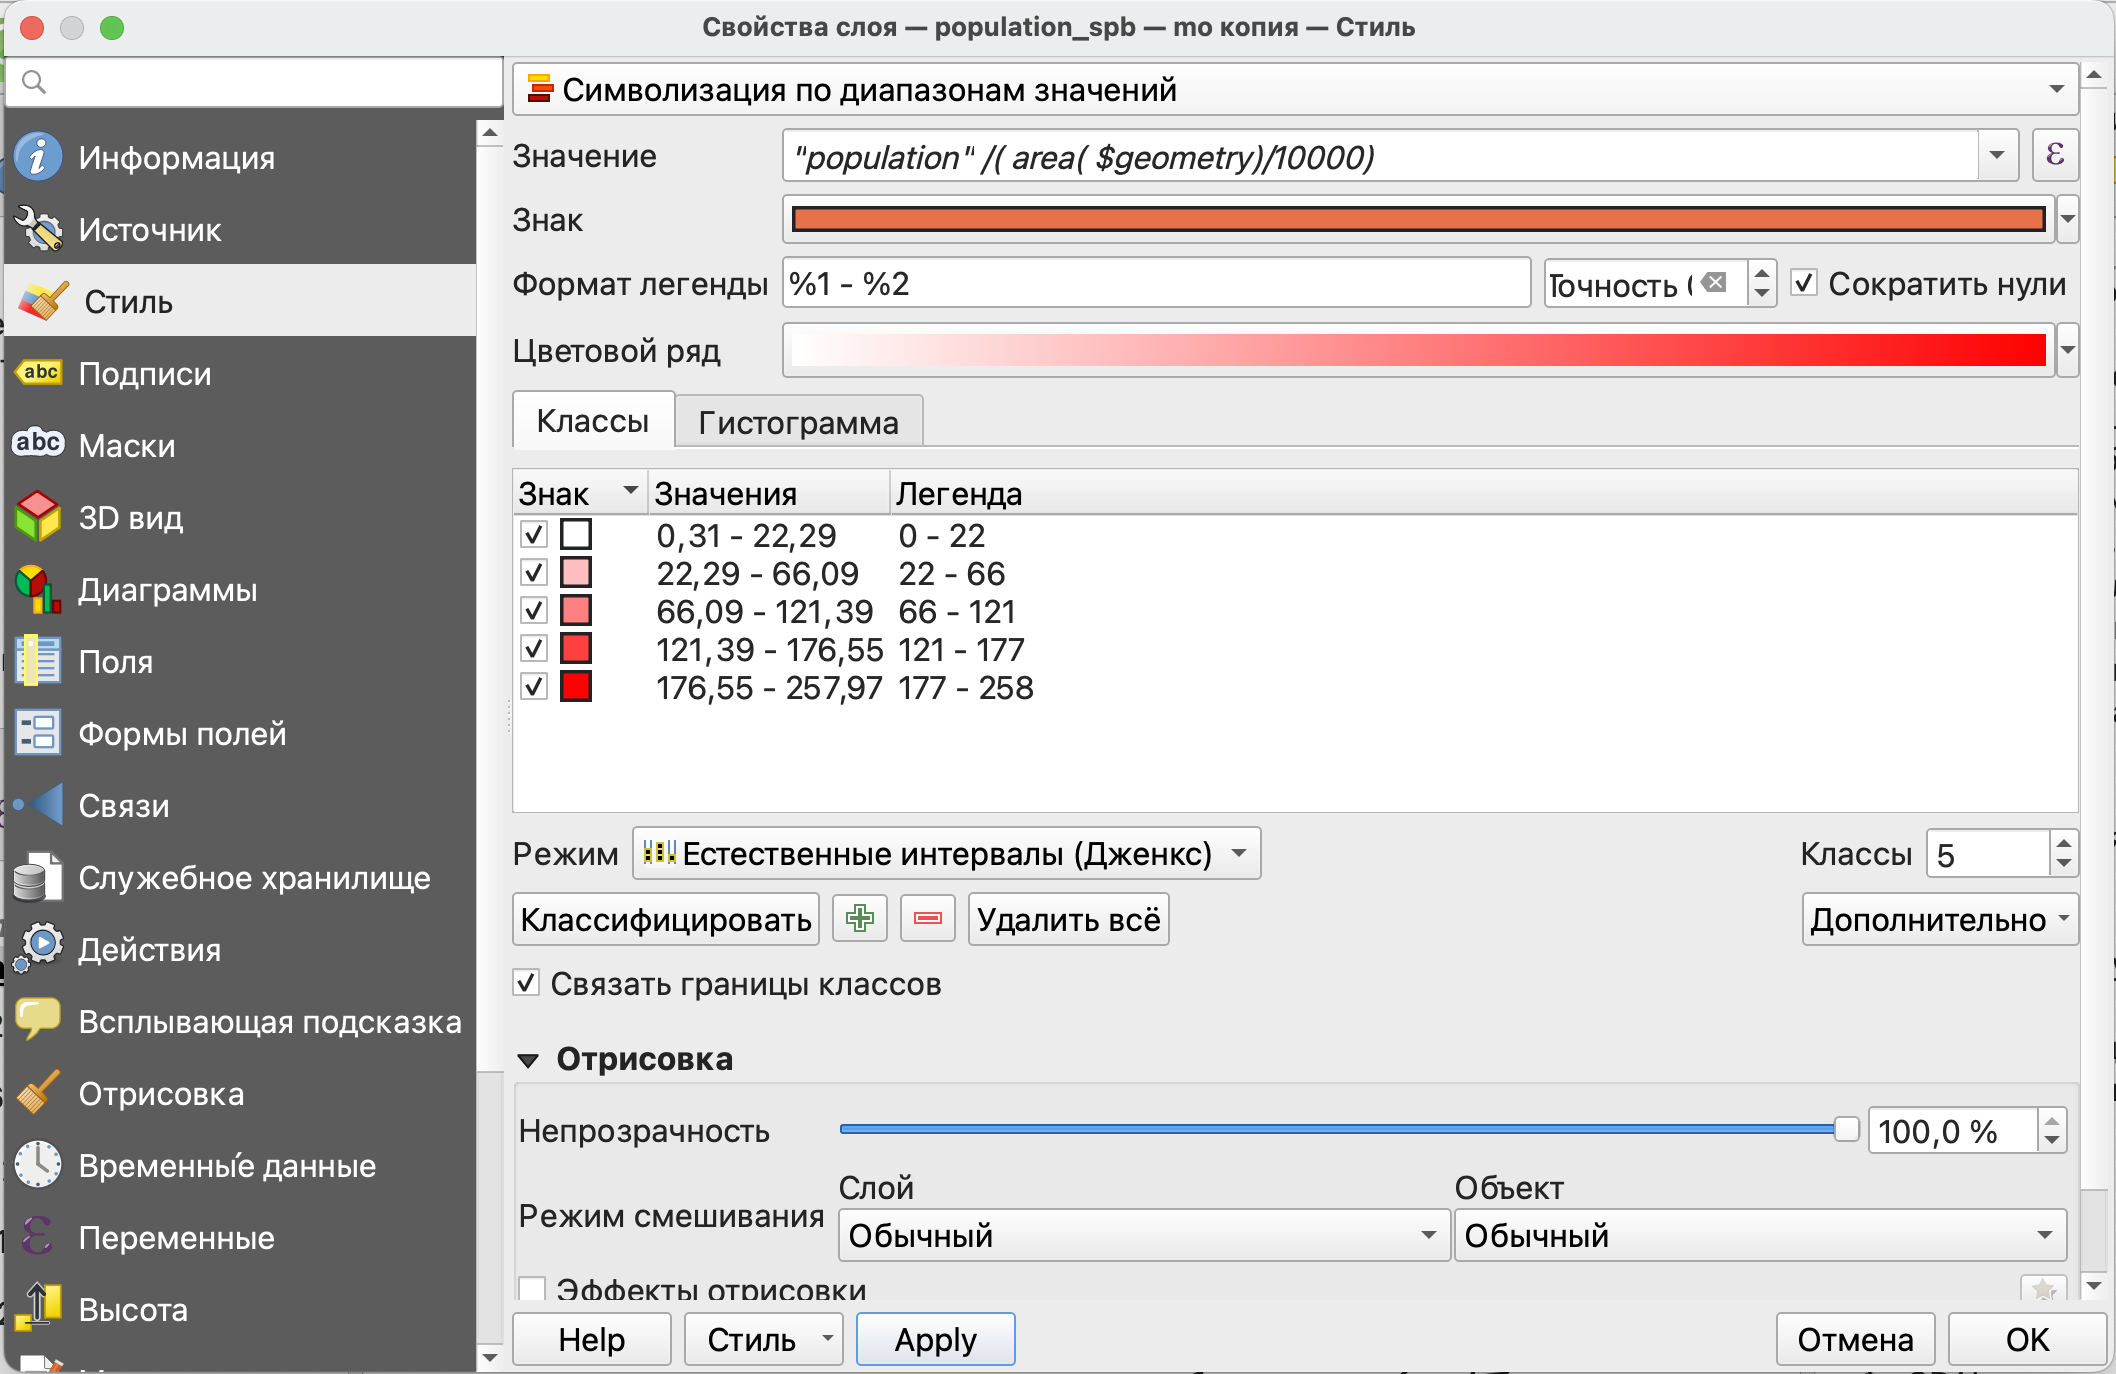 Свойства слоя — population_spb — mo копия — Стиль
Информация
Источник
Стиль
Подписи
Маски
3D вид
Диаграммы
Поля
Формы полей
Связи
Служебное хранилище
Действия
Всплывающая подсказка
Отрисовка
Временны́е данные
Переменные
Высота
Символизация по диапазонам значений
Значение "population" /( area( $geometry)/10000) ε
Знак
Формат легенды %1 - %2 Точность Сократить нули
Цветовой ряд
Классы Гистограмма
Знак Значения Легенда
0,31 - 22,29 0 - 22
22,29 - 66,09 22 - 66
66,09 - 121,39 66 - 121
121,39 - 176,55 121 - 177
176,55 - 257,97 177 - 258
Режим Естественные интервалы (Дженкс) Классы 5
Классифицировать Удалить всё Дополнительно
Связать границы классов
Отрисовка
Непрозрачность 100,0 %
Слой Объект
Режим смешивания Обычный Обычный
Эффекты отрисовки
Help Стиль Apply Отмена OK